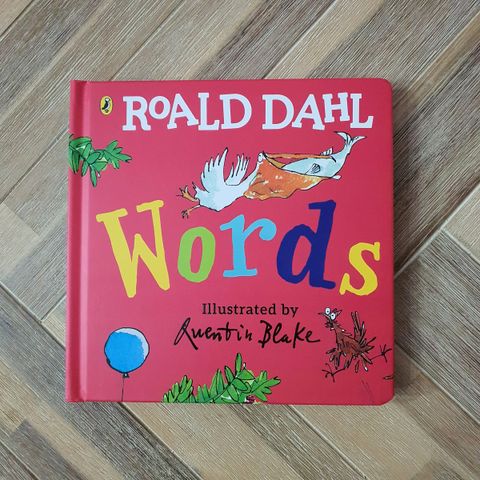 ROALD DAHL
Words
Illustrated by
Quentin Blake